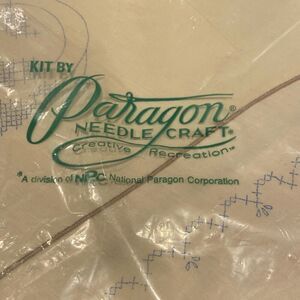 KIT BY
Paragon®
NEEDLE CRAFT®
Creative Recreation™
®A division of NPC National Paragon Corporation